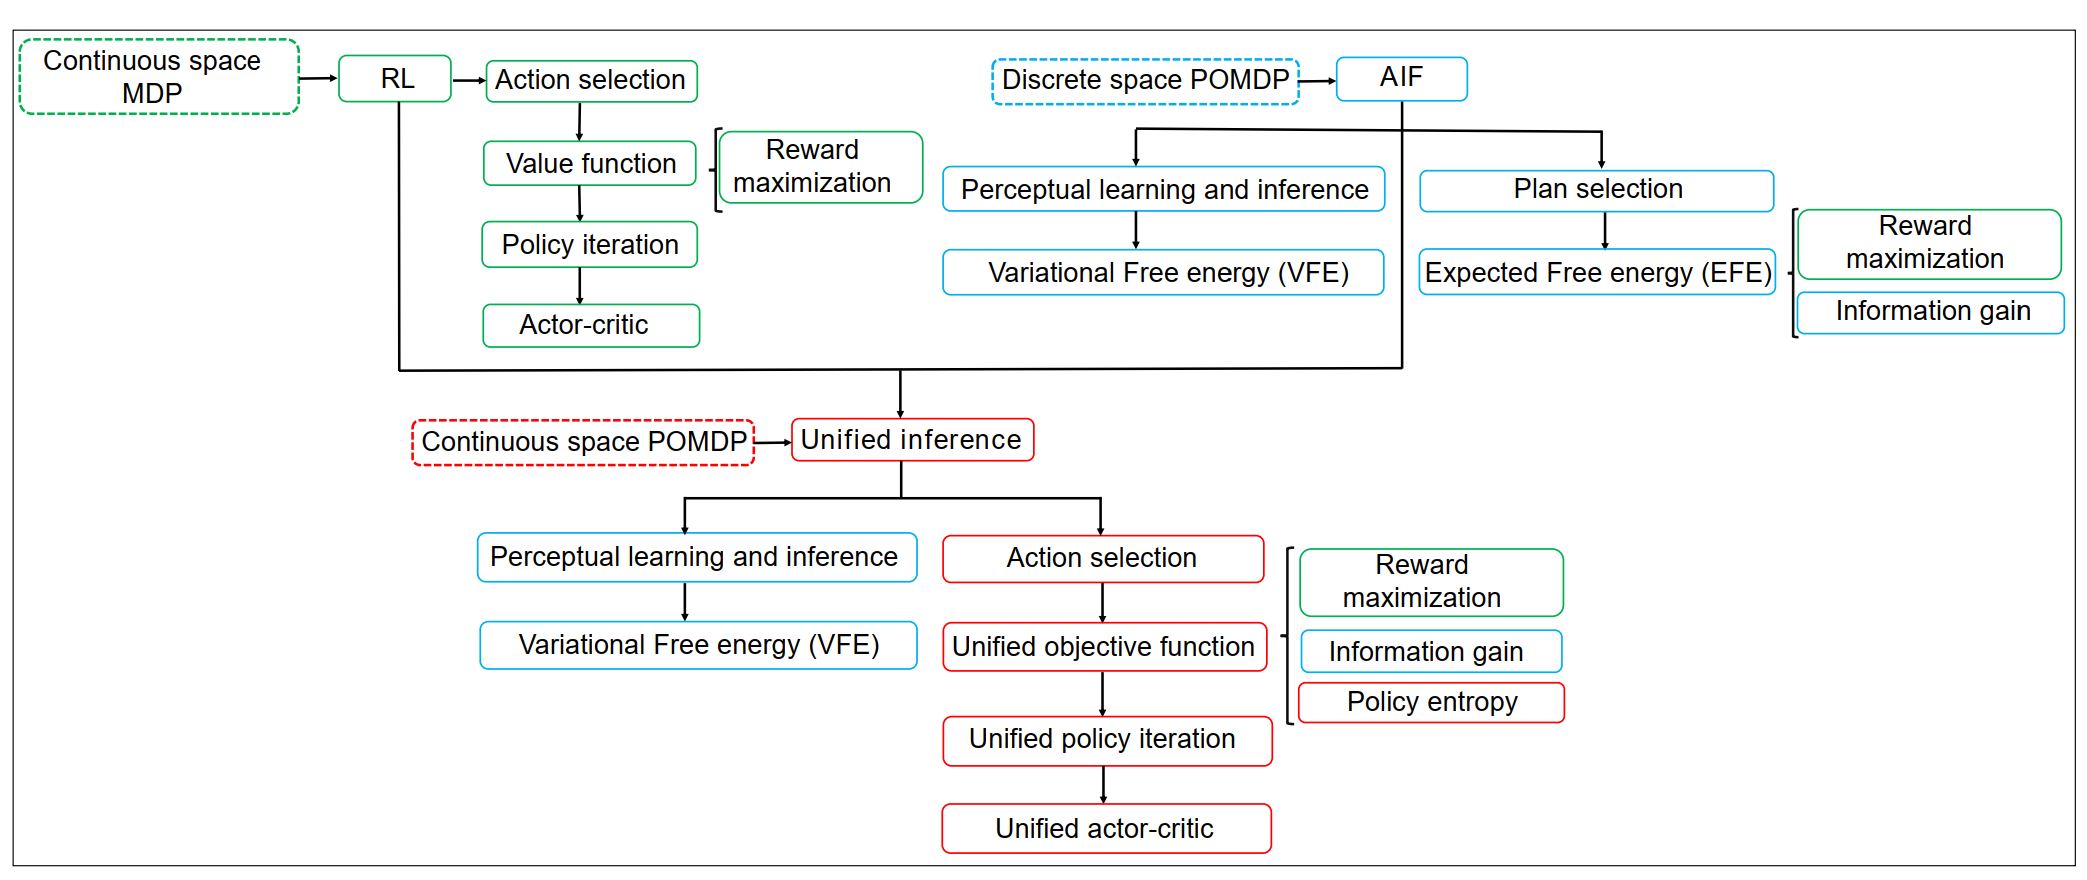 Continuous space
MDP
RL
Action selection
Value function
Reward
maximization
Policy iteration
Actor-critic
Discrete space POMDP
AIF
Perceptual learning and inference
Variational Free energy (VFE)
Plan selection
Expected Free energy (EFE)
Reward
maximization
Information gain
Continuous space POMDP
Unified inference
Perceptual learning and inference
Variational Free energy (VFE)
Action selection
Unified objective function
Reward
maximization
Information gain
Policy entropy
Unified policy iteration
Unified actor-critic